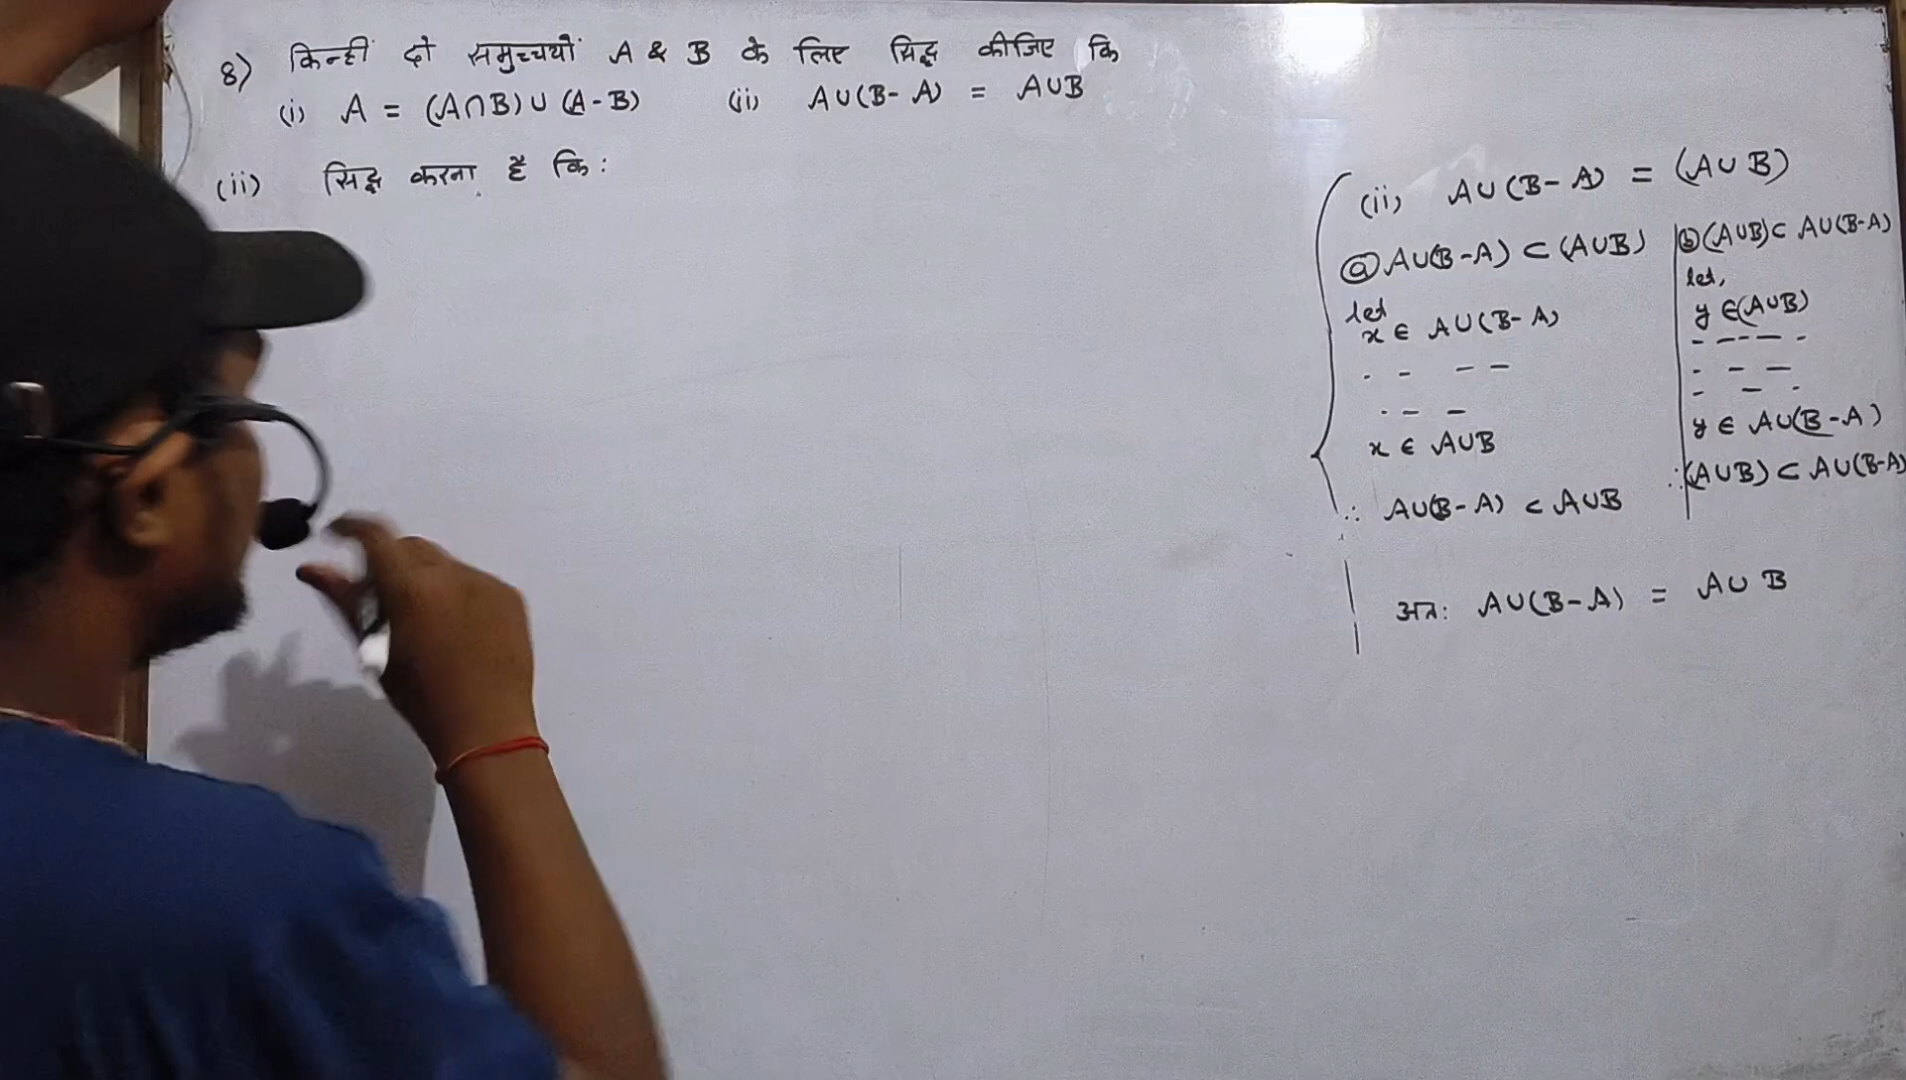 8) किन्हीं दो समुच्चयों A & B के लिए सिद्ध कीजिए कि
(i) A = (A∩B)∪(A-B) (ii) A∪(B-A) = A∪B
(ii) सिद्ध करना है कि:
(ii) A∪(B-A) = (A∪B)
ⓐ A∪(B-A) ⊂ (A∪B)
let
x ∈ A∪(B-A)
. - - -
. - -
x ∈ A∪B
∴ A∪(B-A) ⊂ A∪B
ⓑ (A∪B) ⊂ A∪(B-A)
let,
y ∈ (A∪B)
- ---- -
- - -
- - -
y ∈ A∪(B-A)
∴ (A∪B) ⊂ A∪(B-A)
अतः A∪(B-A) = A∪B